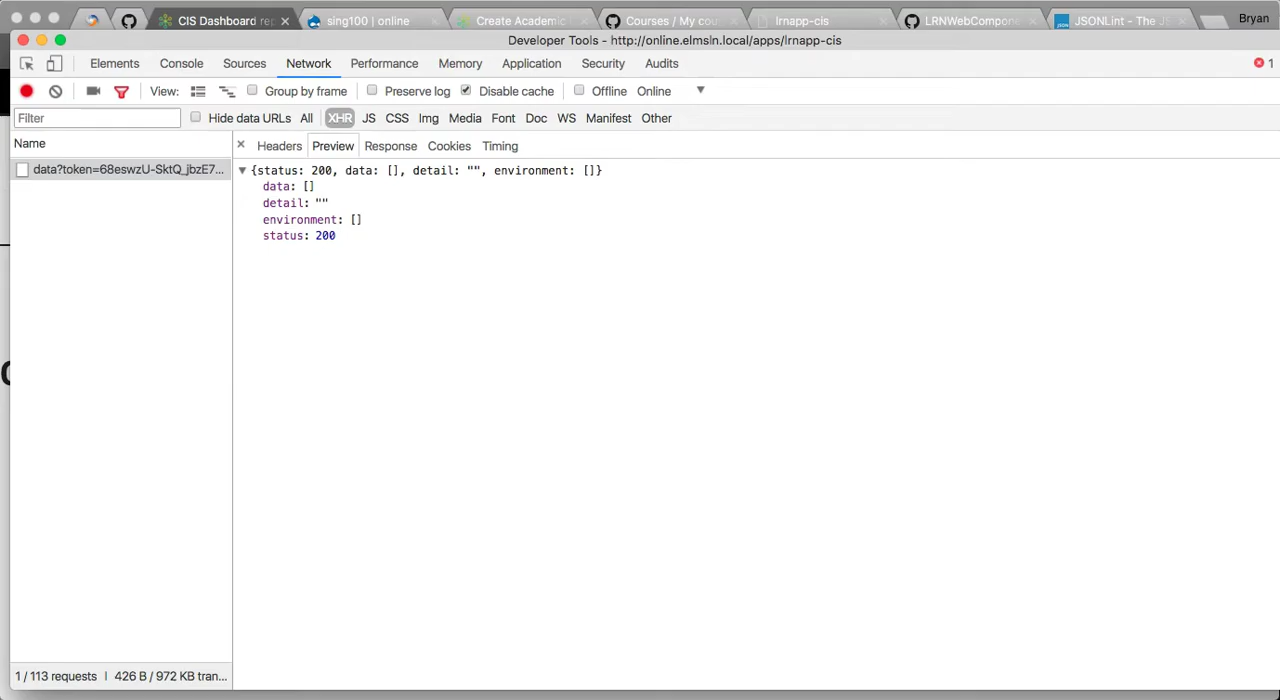 CIS Dashboard rep
sing100 | online
Create Academic
Courses / My cou
lrnapp-cis
LRNWebCompone
JSONLint - The JS
Bryan
Developer Tools - http://online.elmsln.local/apps/lrnapp-cis
Elements Console Sources Network Performance Memory Application Security Audits 1
View: Group by frame Preserve log Disable cache Offline Online
Filter Hide data URLs All XHR JS CSS Img Media Font Doc WS Manifest Other
Name
Headers Preview Response Cookies Timing
data?token=68eswzU-SktQ_jbzE7...
{status: 200, data: [], detail: "", environment: []}
data: []
detail: ""
environment: []
status: 200
1 / 113 requests | 426 B / 972 KB tran...